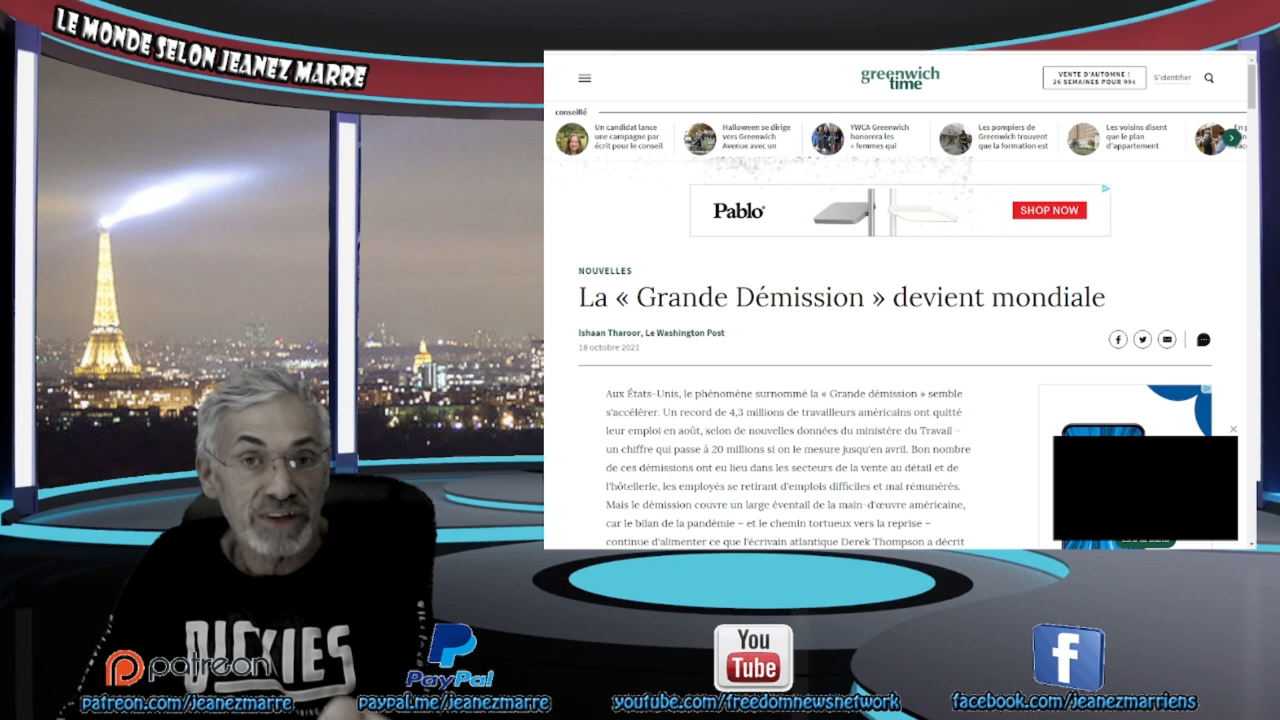 LE MONDE SELON JEANEZ MARRE
greenwich
time
VENTE D'AUTOMNE :
26 SEMAINES POUR 99¢
S'identifier
conseillé
Un candidat lance
une campagne par
écrit pour le conseil
Halloween se dirige
vers Greenwich
Avenue avec un
YWCA Greenwich
honorera les
« femmes qui
Les pompiers de
Greenwich trouvent
que la formation est
Les voisins disent
que le plan
d'appartement
En p
Pablo
SHOP NOW
NOUVELLES
La « Grande Démission » devient mondiale
Ishaan Tharoor, Le Washington Post
18 octobre 2021
Aux États-Unis, le phénomène surnommé la « Grande démission » semble
s'accélérer. Un record de 4,3 millions de travailleurs américains ont quitté
leur emploi en août, selon de nouvelles données du ministère du Travail –
un chiffre qui passe à 20 millions si on le mesure jusqu'en avril. Bon nombre
de ces démissions ont eu lieu dans les secteurs de la vente au détail et de
l'hôtellerie, les employés se retirant d'emplois difficiles et mal rémunérés.
Mais le démission couvre un large éventail de la main-d'œuvre américaine,
car le bilan de la pandémie – et le chemin tortueux vers la reprise –
continue d'alimenter ce que l'écrivain atlantique Derek Thompson a décrit
DICKIES
patreon
PayPal
You
Tube
f
patreon.com/jeanezmarre
paypal.me/jeanezmarre
youtube.com/freedomnewsnetwork
facebook.com/jeanezmarriens